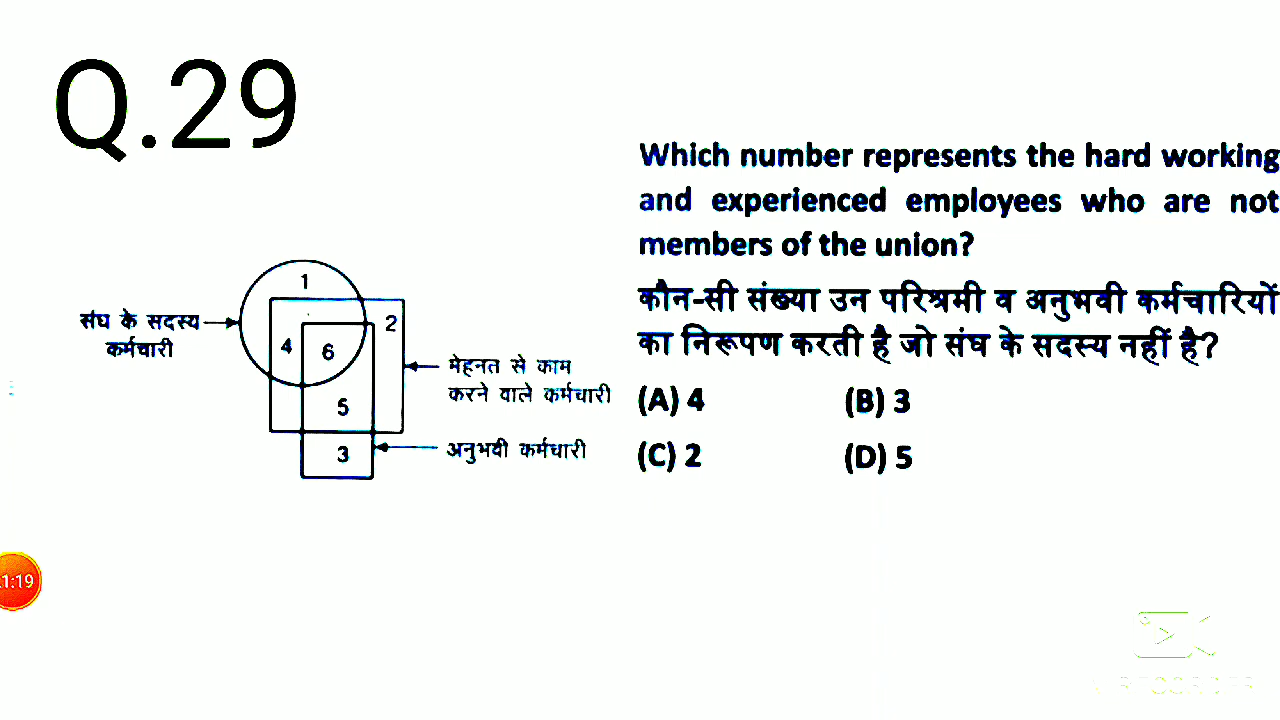 Q.29
Which number represents the hard working
and experienced employees who are not
members of the union?
कौन-सी संख्या उन परिश्रमी व अनुभवी कर्मचारियों
का निरूपण करती है जो संघ के सदस्य नहीं है?
(A) 4 (B) 3
(C) 2 (D) 5
संघ के सदस्य
कर्मचारी
1
2
4 6
5
3
मेहनत से काम
करने वाले कर्मचारी
अनुभवी कर्मचारी
1:19